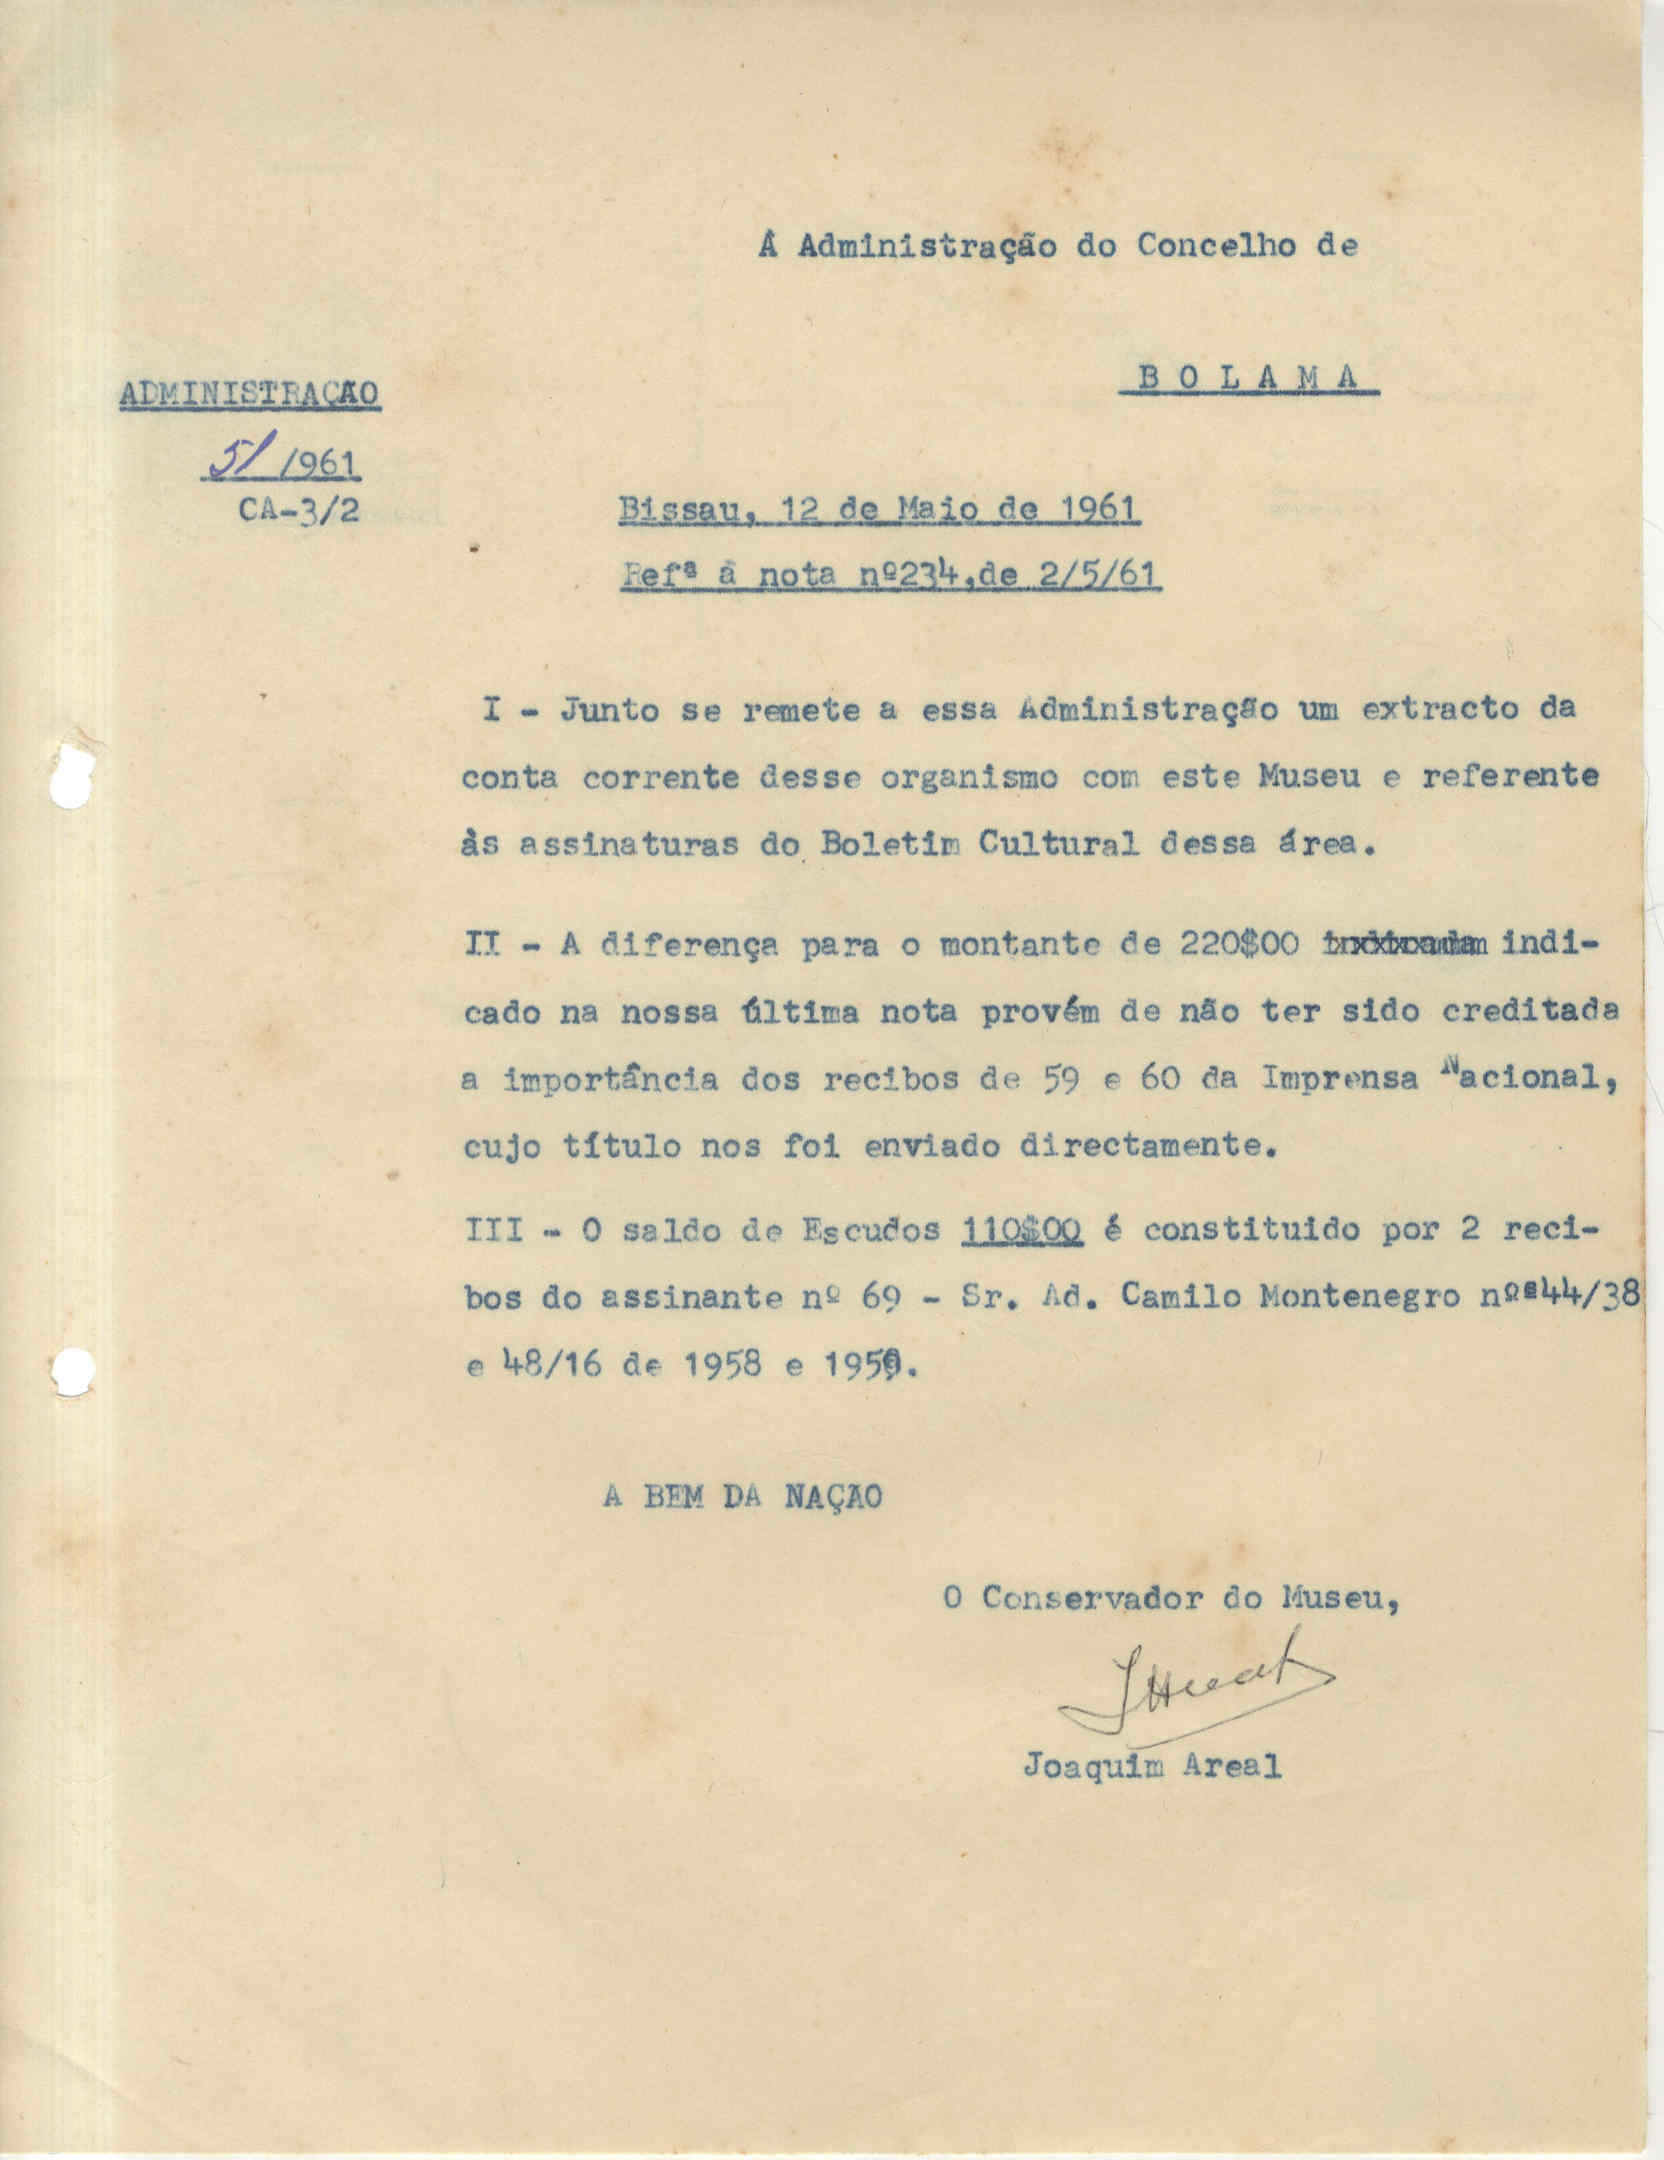 Á Administração do Concelho de
B O L A M A
ADMINISTRAÇÃO
51/961
CA-3/2
Bissau, 12 de Maio de 1961
Refª á nota nº234,de 2/5/61
I - Junto se remete a essa Administração um extracto da
conta corrente desse organismo com este Museu e referente
às assinaturas do Boletim Cultural dessa área.
II - A diferença para o montante de 220$00 indi-
cado na nossa última nota provém de não ter sido creditada
a importância dos recibos de 59 e 60 da Imprensa Nacional,
cujo título nos foi enviado directamente.
III - O saldo de Escudos 110$00 é constituido por 2 reci-
bos do assinante nº 69 - Sr. Ad. Camilo Montenegro nºs44/38
e 48/16 de 1958 e 1959.
A BEM DA NAÇÃO
O Conservador do Museu,
Joaquim Areal